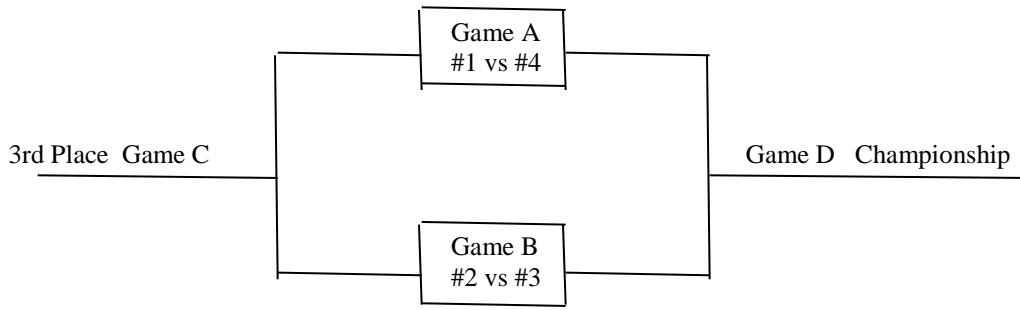 Game A
#1 vs #4
3rd Place Game C
Game D Championship
Game B
#2 vs #3